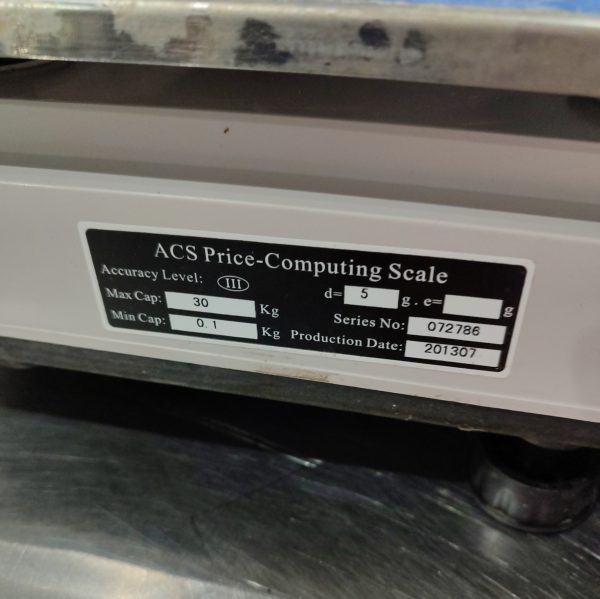 ACS Price-Computing Scale
Accuracy Level: III d= 5 g. e= g
Max Cap: 30 Kg Series No: 072786
Min Cap: 0.1 Kg Production Date: 201307